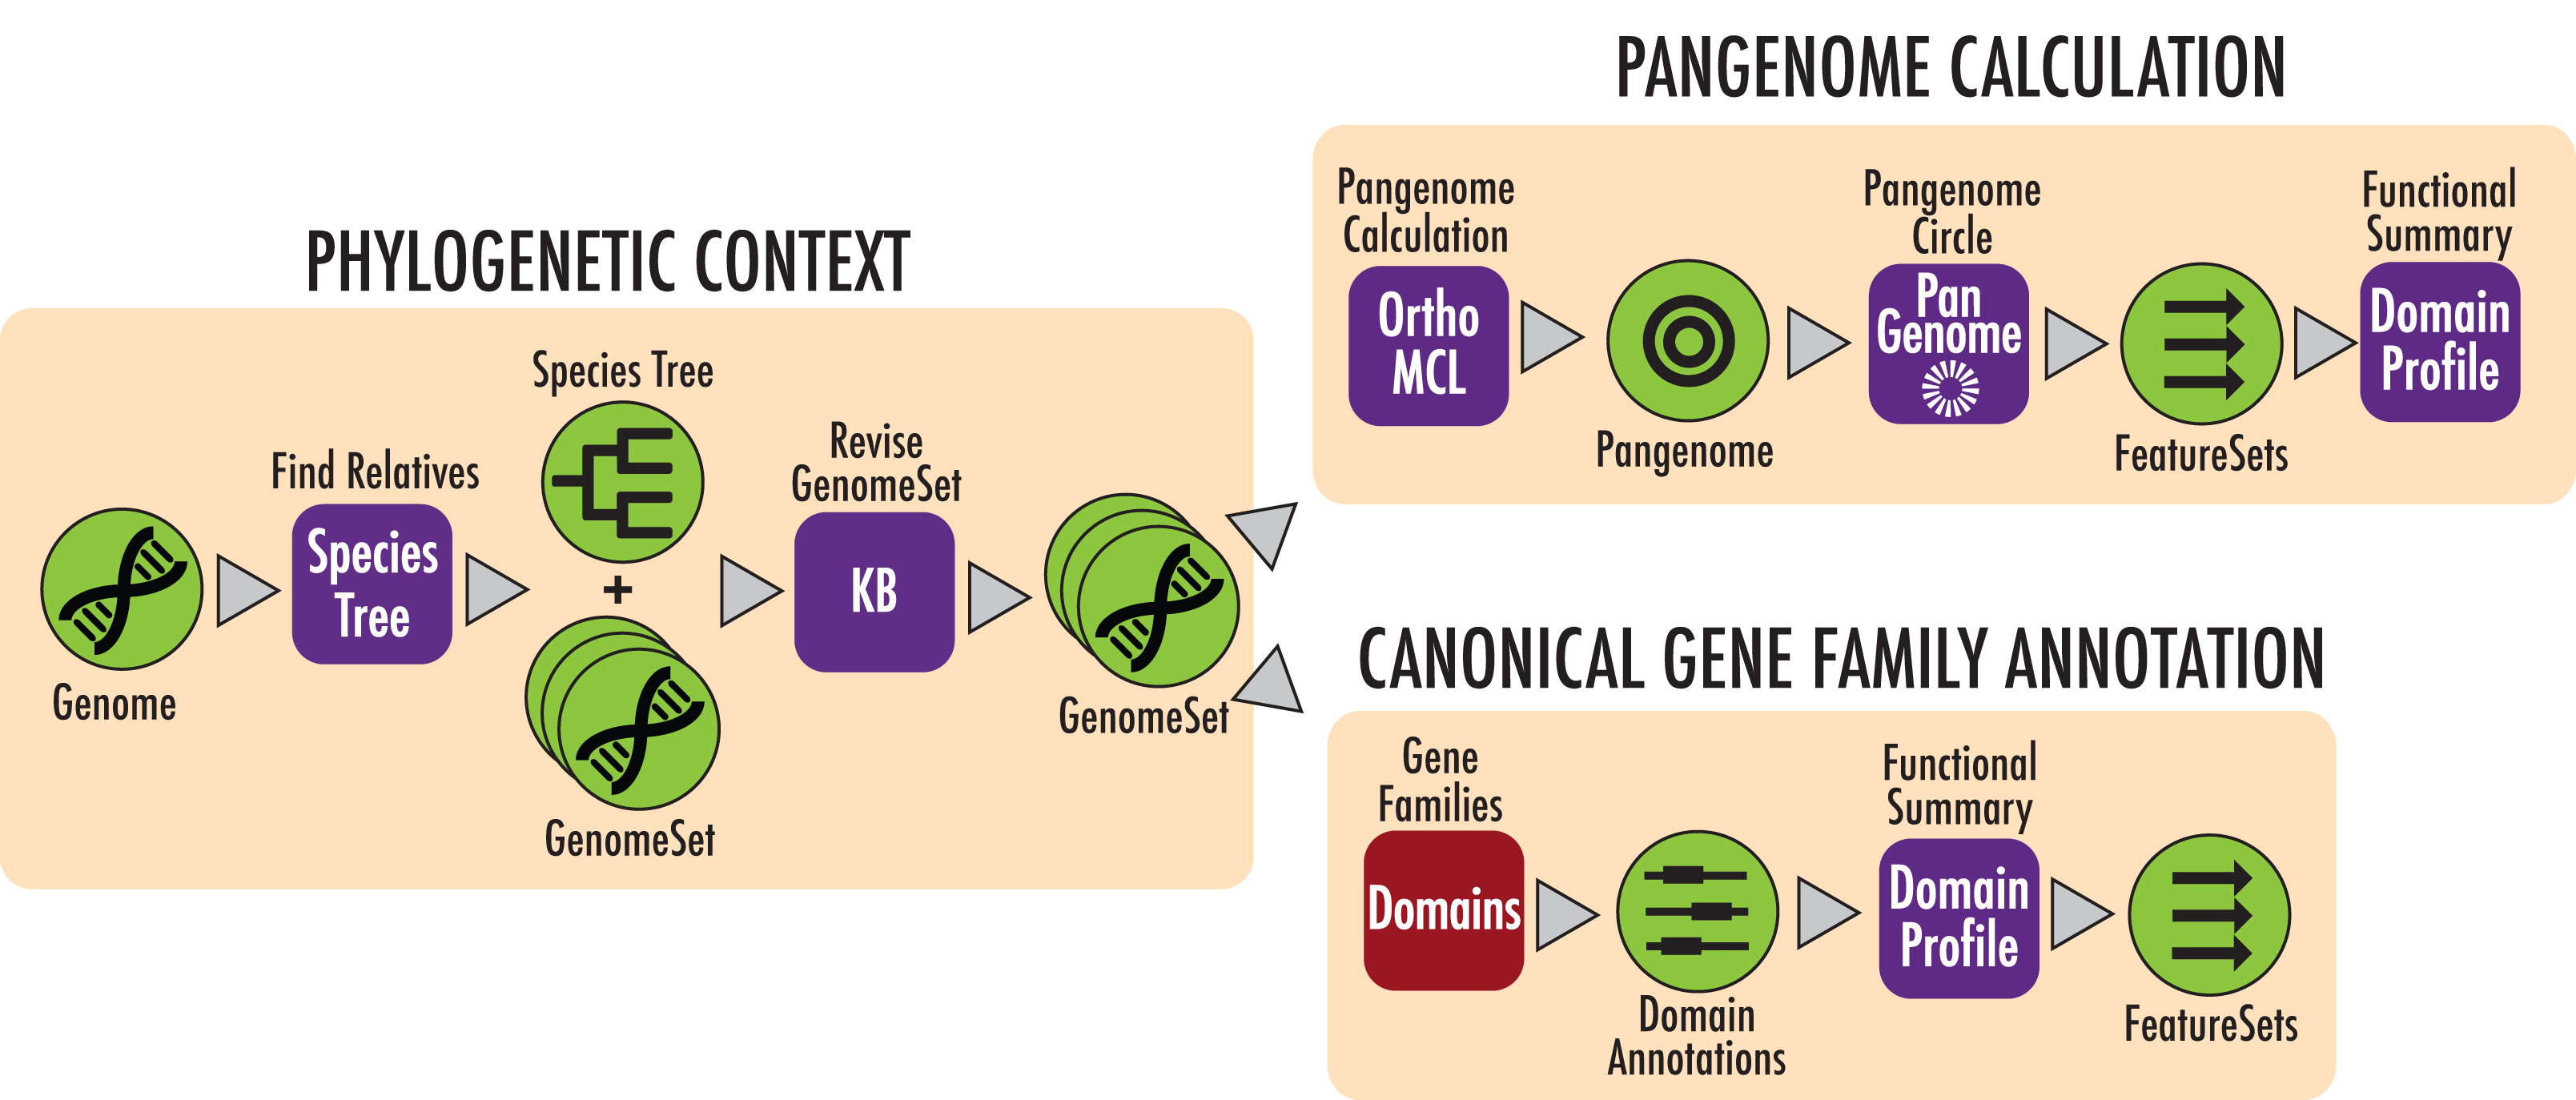 PHYLOGENETIC CONTEXT
Genome
Find Relatives
Species
Tree
Species Tree
+
GenomeSet
Revise
GenomeSet
KB
GenomeSet
PANGENOME CALCULATION
Pangenome
Calculation
Ortho
MCL
Pangenome
Pangenome
Circle
Pan
Genome
FeatureSets
Functional
Summary
Domain
Profile
CANONICAL GENE FAMILY ANNOTATION
Gene
Families
Domains
Domain
Annotations
Functional
Summary
Domain
Profile
FeatureSets